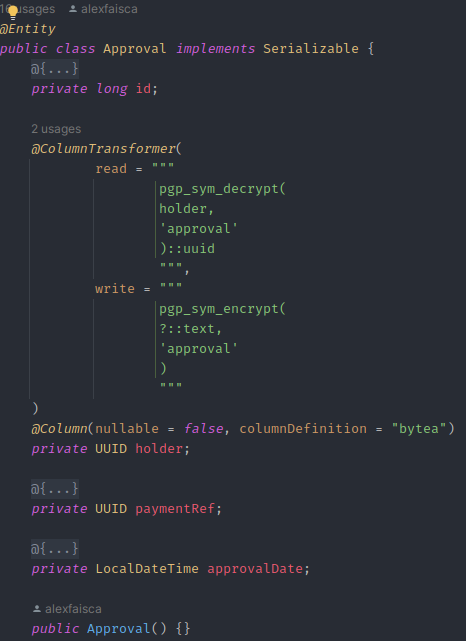 16 usages alexfaisca
@Entity
public class Approval implements Serializable {
@{...}
private long id;
2 usages
@ColumnTransformer(
read = """
pgp_sym_decrypt(
holder,
'approval'
)::uuid
""",
write = """
pgp_sym_encrypt(
?::text,
'approval'
)
"""
)
@Column(nullable = false, columnDefinition = "bytea")
private UUID holder;
@{...}
private UUID paymentRef;
@{...}
private LocalDateTime approvalDate;
alexfaisca
public Approval() {}